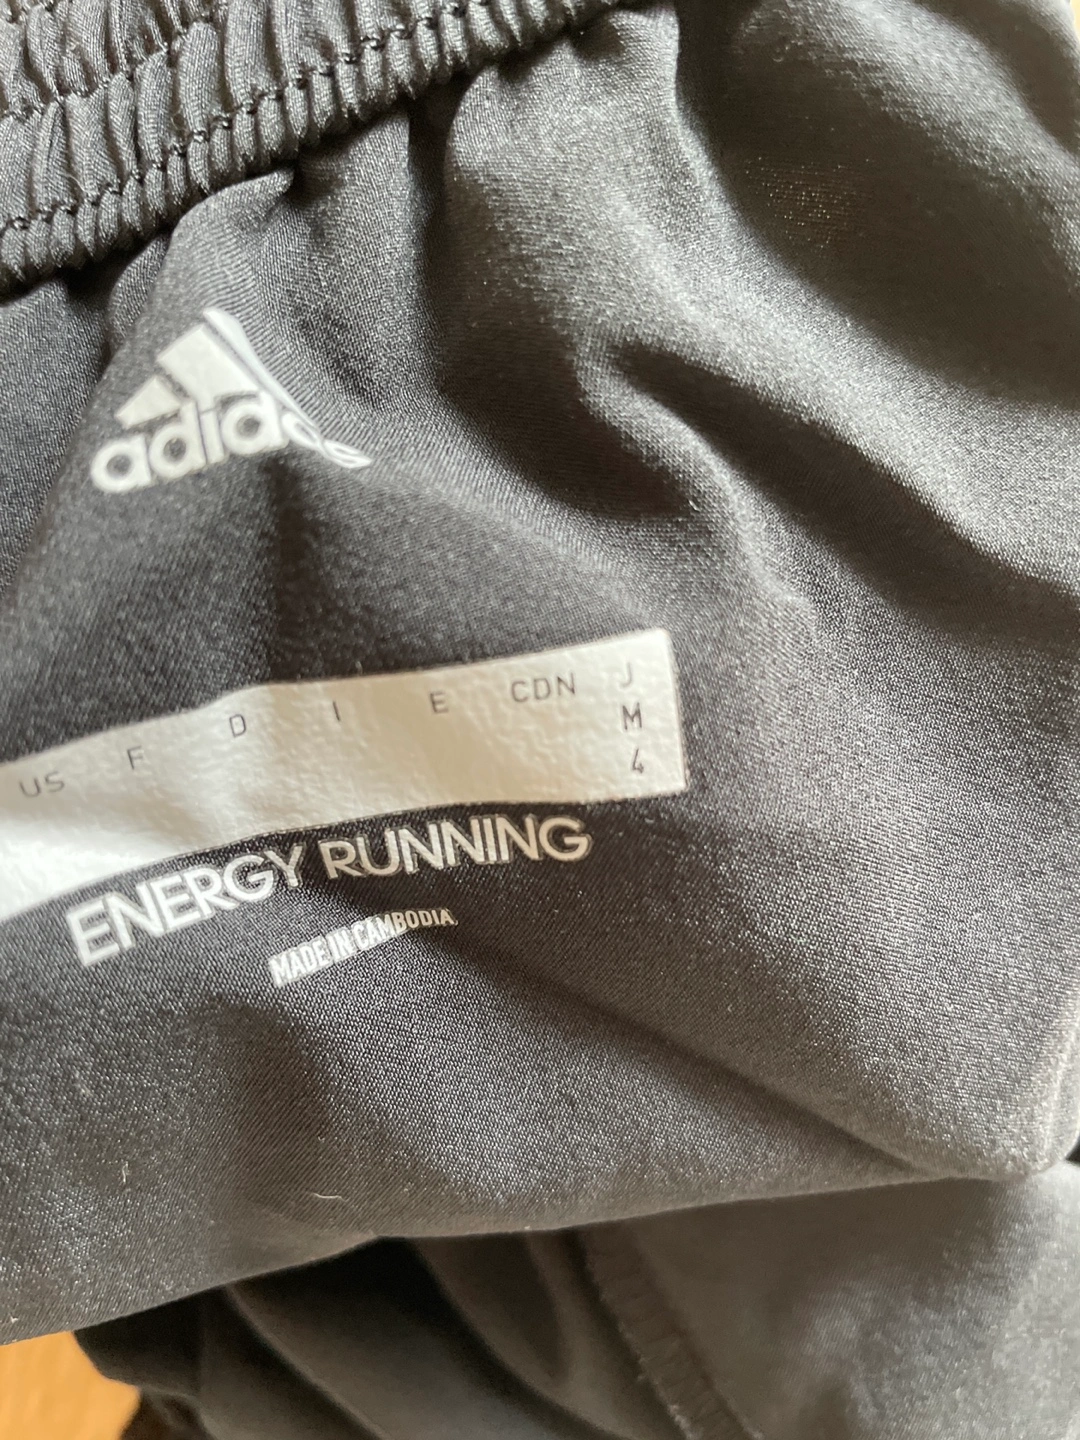 adidas
US F D I E CDN J
M
4
ENERGY RUNNING
MADE IN CAMBODIA